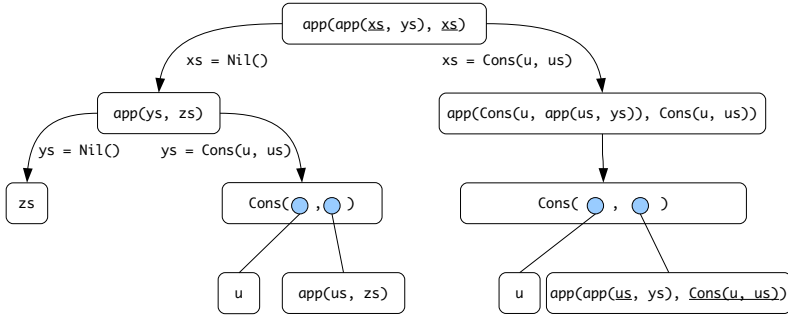 app(app(xs, ys), xs)
xs = Nil()
xs = Cons(u, us)
app(ys, zs)
app(Cons(u, app(us, ys)), Cons(u, us))
ys = Nil()
ys = Cons(u, us)
zs
Cons( , )
Cons( , )
u
app(us, zs)
u
app(app(us, ys), Cons(u, us))